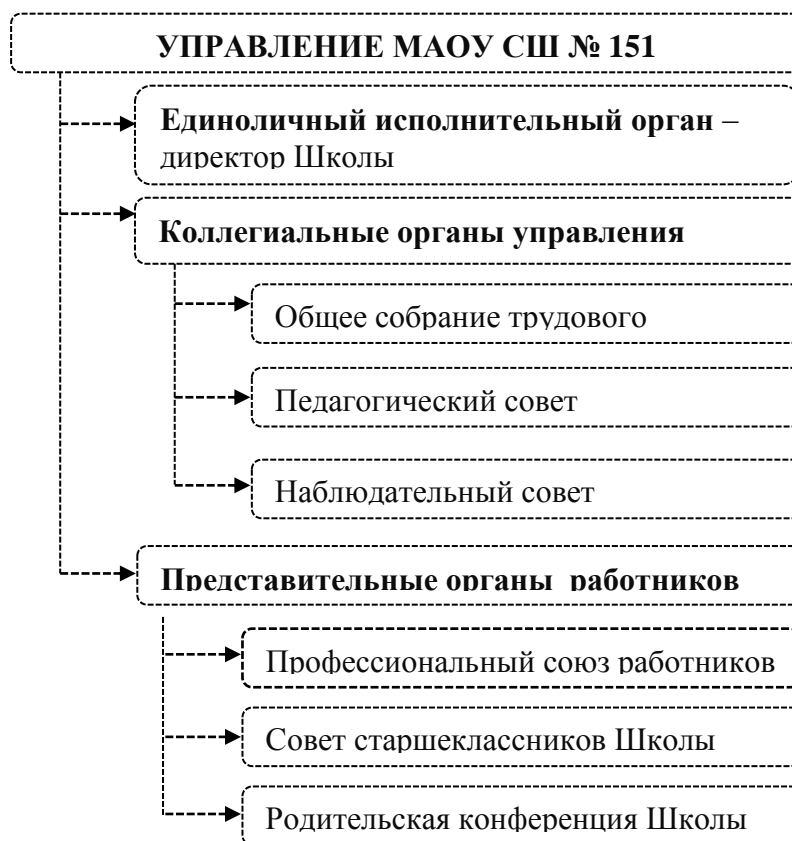 УПРАВЛЕНИЕ МАОУ СШ № 151
Единоличный исполнительный орган –
директор Школы
Коллегиальные органы управления
Общее собрание трудового
Педагогический совет
Наблюдательный совет
Представительные органы работников
Профессиональный союз работников
Совет старшеклассников Школы
Родительская конференция Школы